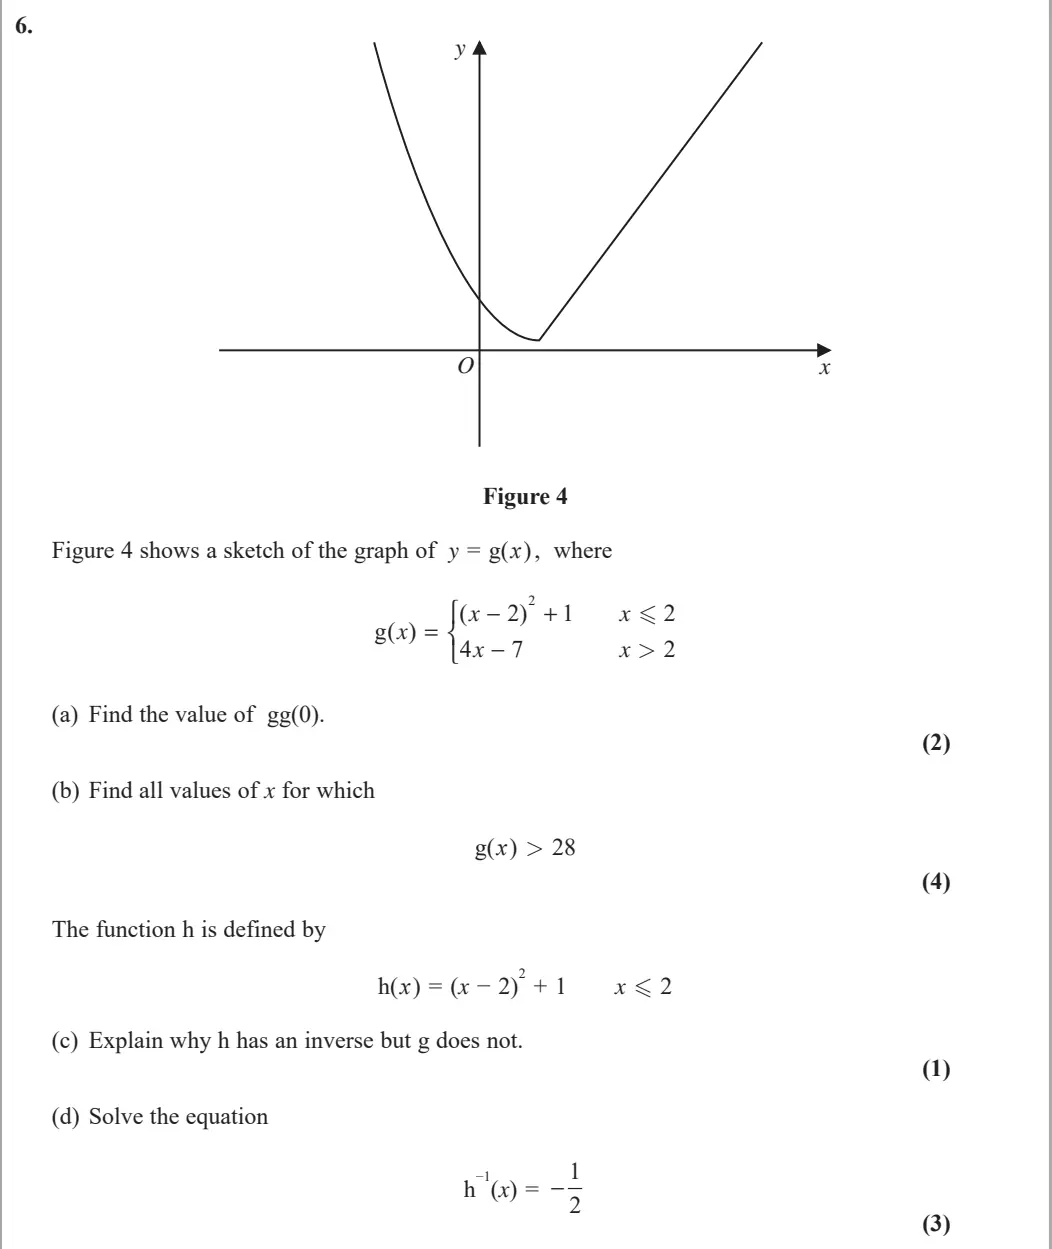 6.
y
O
x
Figure 4
Figure 4 shows a sketch of the graph of y = g(x), where
g(x) = { (x − 2)² + 1 x ⩽ 2
4x − 7 x > 2
(a) Find the value of gg(0).
(2)
(b) Find all values of x for which
g(x) > 28
(4)
The function h is defined by
h(x) = (x − 2)² + 1 x ⩽ 2
(c) Explain why h has an inverse but g does not.
(1)
(d) Solve the equation
h⁻¹(x) = −1/2
(3)